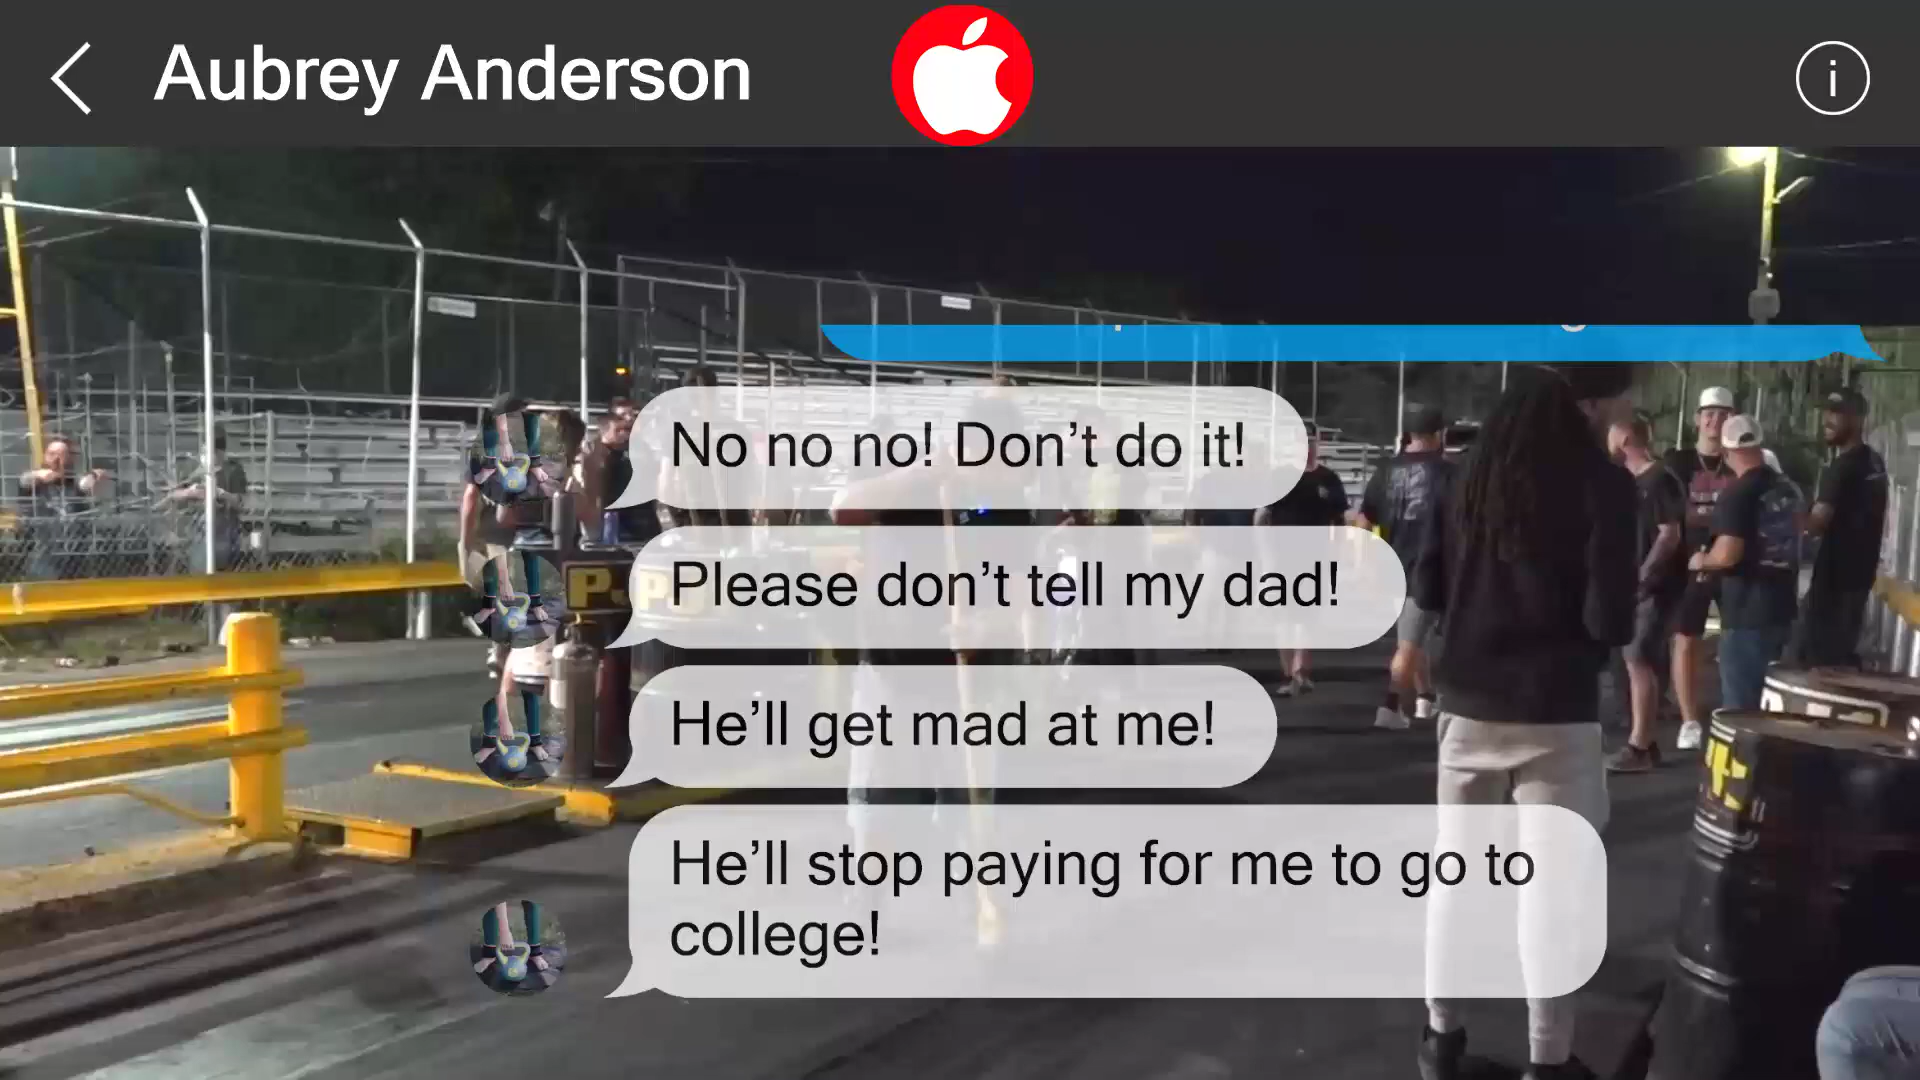 Aubrey Anderson
No no no! Don’t do it!
Please don’t tell my dad!
He’ll get mad at me!
He’ll stop paying for me to go to
college!